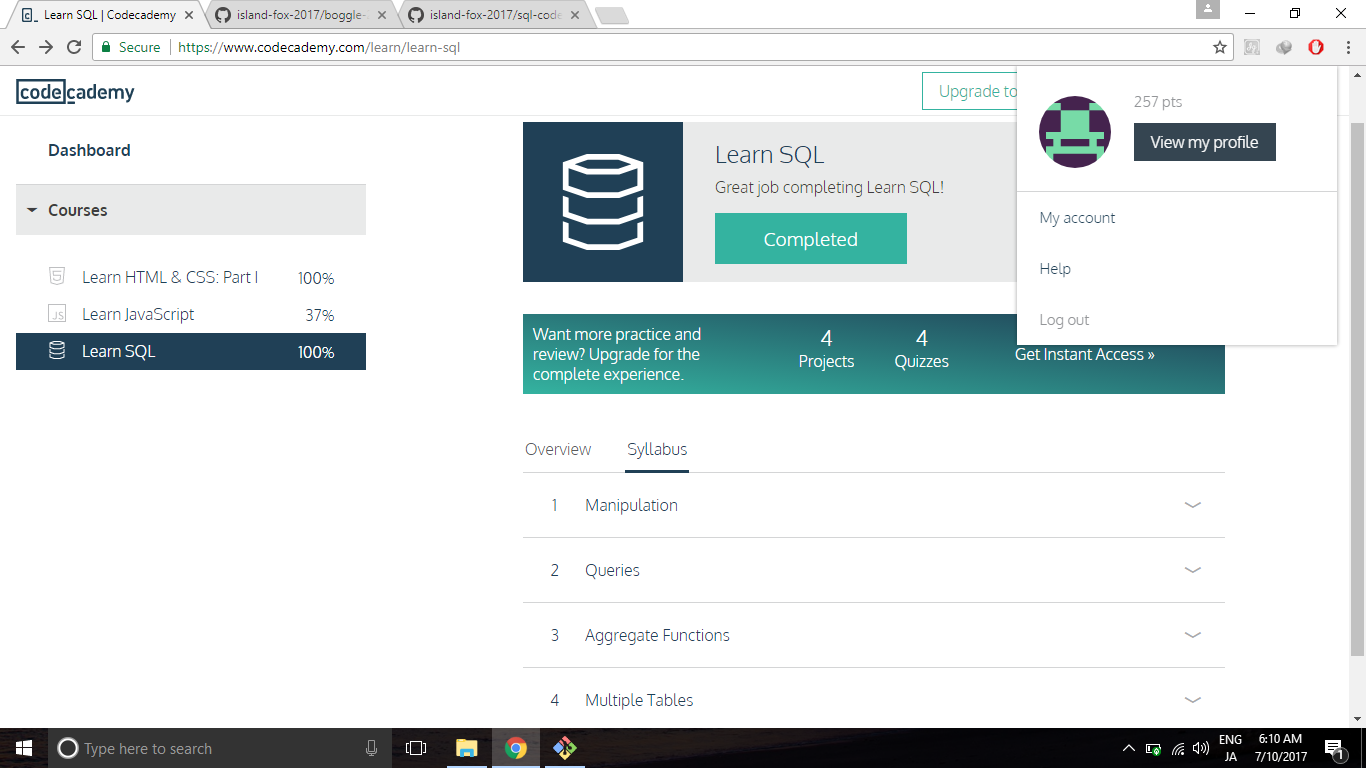 Learn SQL | Codecademy
island-fox-2017/boggle-
island-fox-2017/sql-code
Secure
https://www.codecademy.com/learn/learn-sql
codecademy
Upgrade to
257 pts
View my profile
My account
Help
Log out
Dashboard
Courses
Learn HTML & CSS: Part I 100%
JS Learn JavaScript 37%
Learn SQL 100%
Learn SQL
Great job completing Learn SQL!
Completed
Want more practice and
review? Upgrade for the
complete experience.
4
Projects
4
Quizzes
Get Instant Access »
Overview
Syllabus
1 Manipulation
2 Queries
3 Aggregate Functions
4 Multiple Tables
Type here to search
ENG
JA
6:10 AM
7/10/2017
1